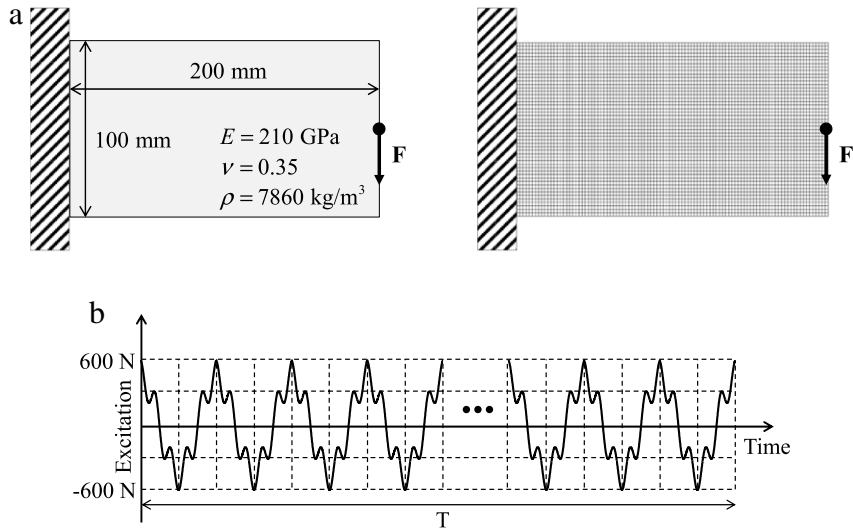 a
200 mm
100 mm
E = 210 GPa
ν = 0.35
ρ = 7860 kg/m³
F
F
b
600 N
Excitation
-600 N
Time
T